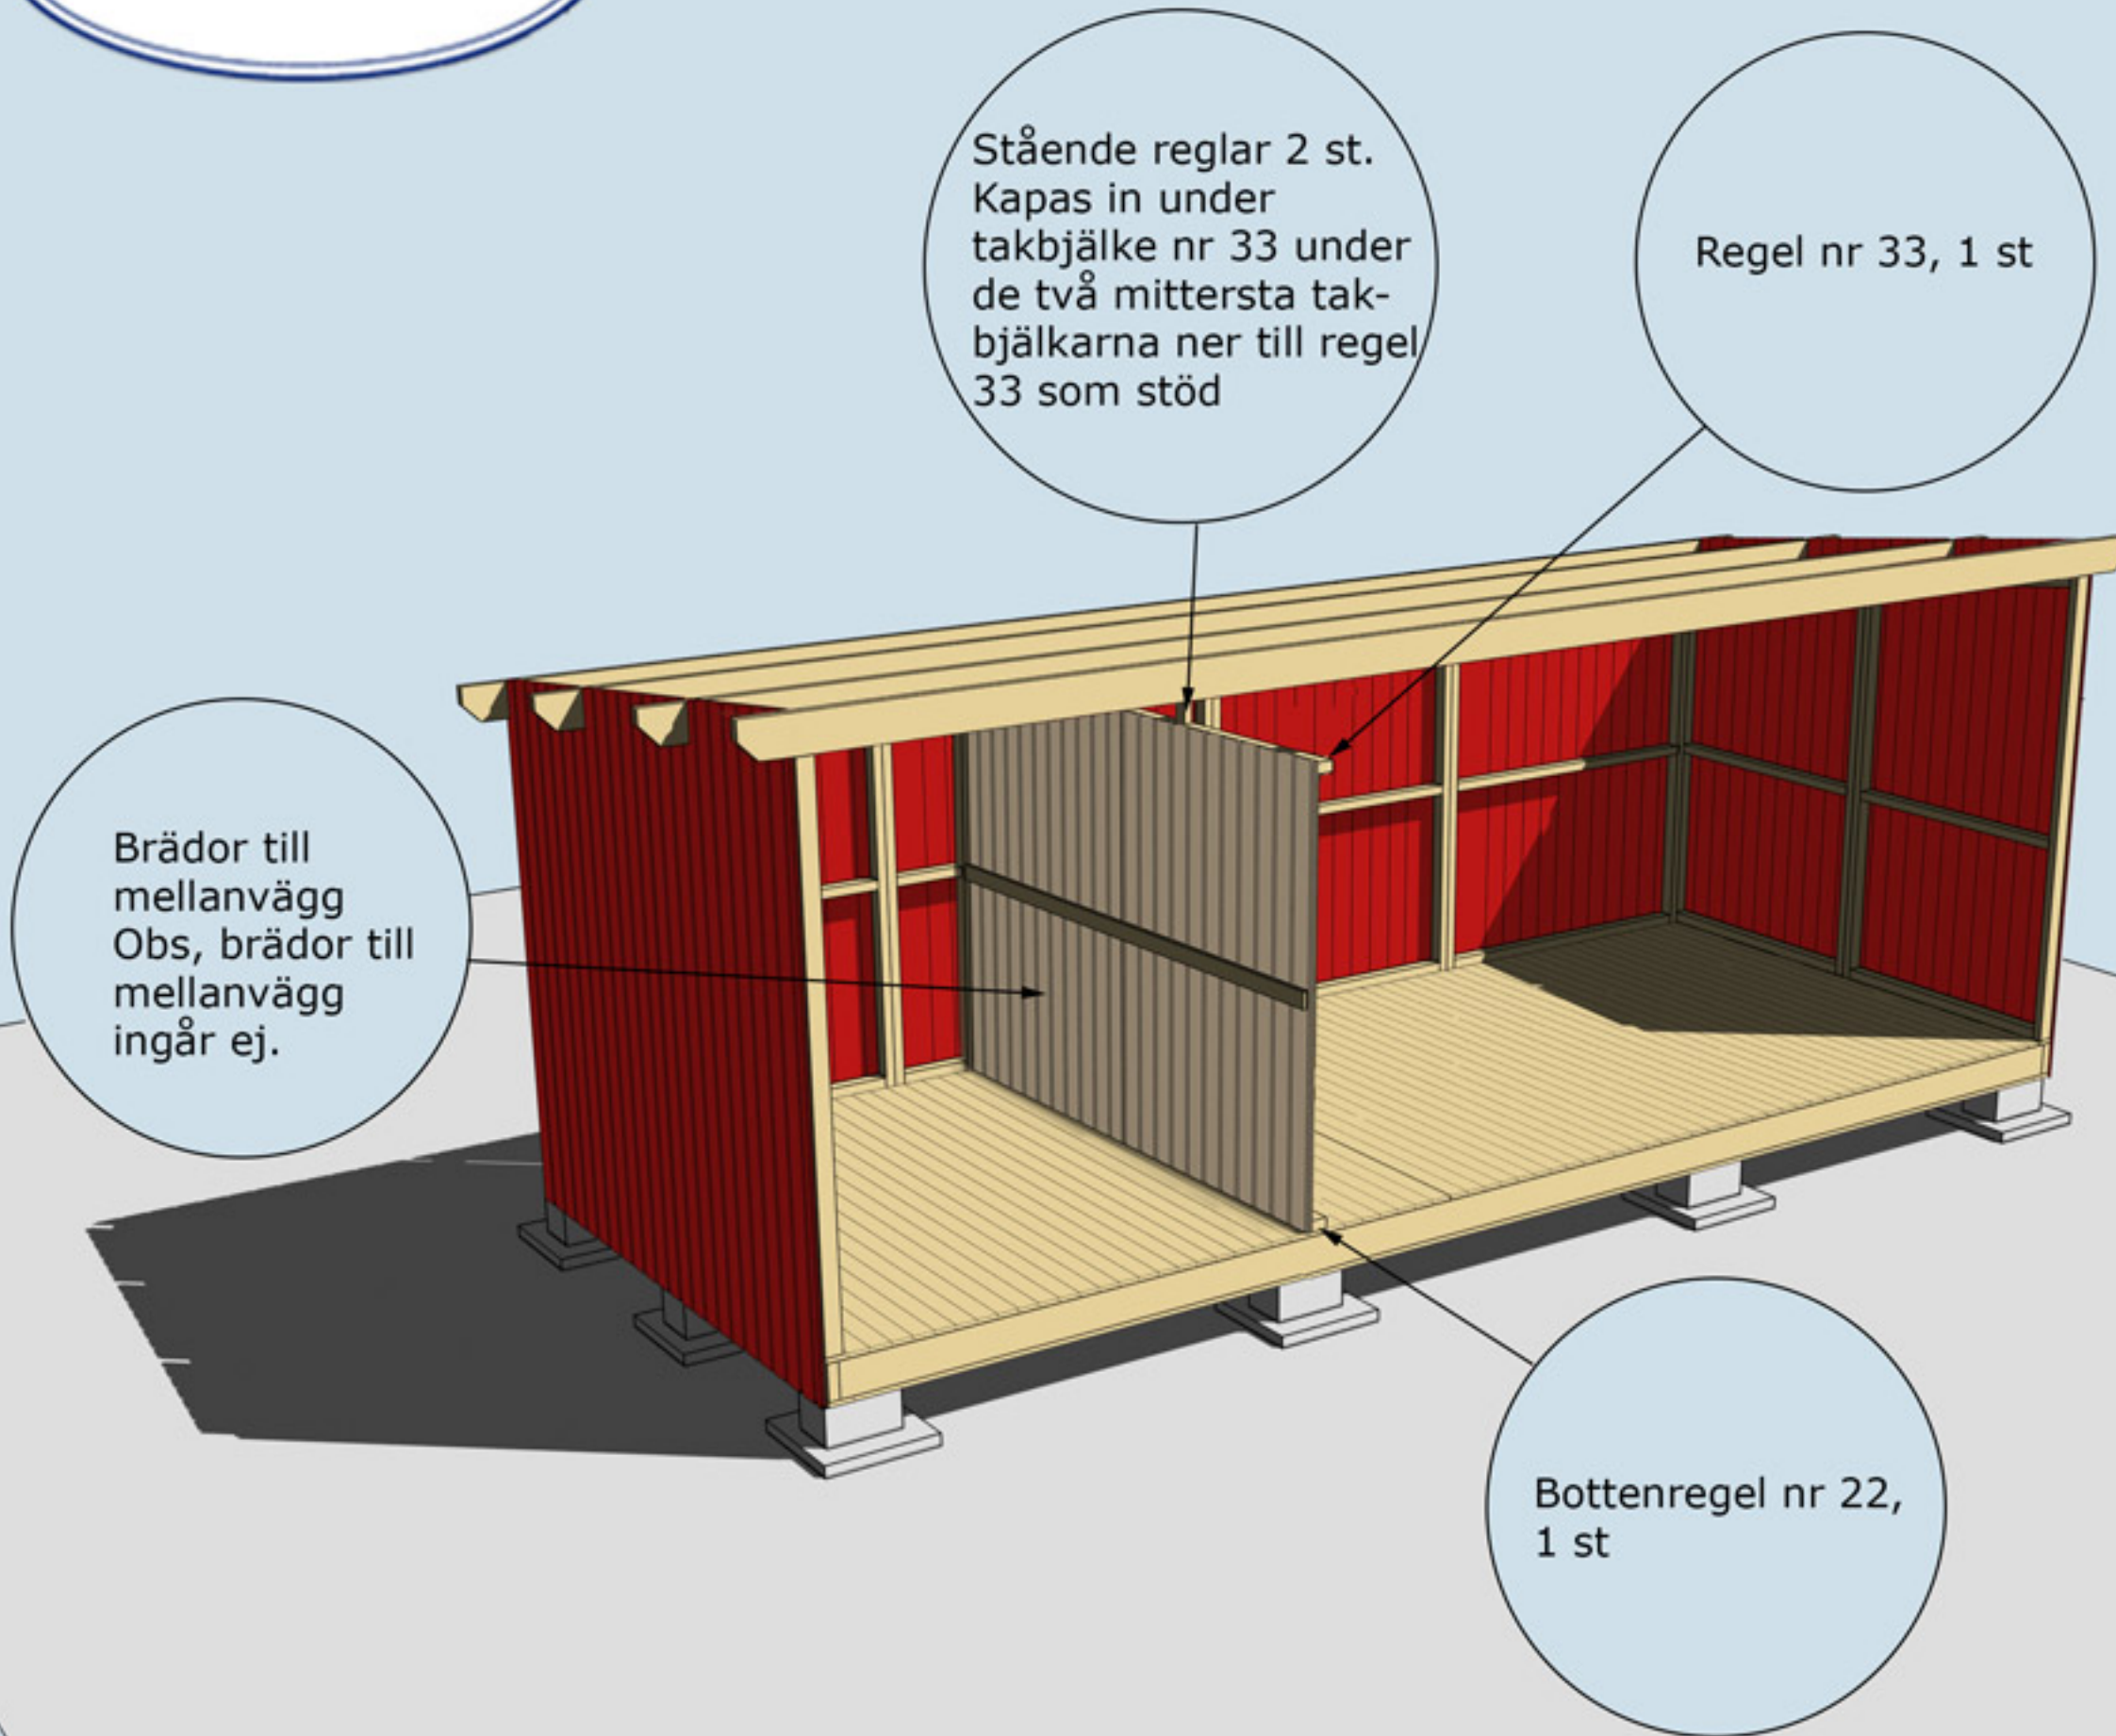 Stående reglar 2 st.
Kapas in under
takbjälke nr 33 under
de två mittersta tak-
bjälkarna ner till regel
33 som stöd
Regel nr 33, 1 st
Brädor till
mellanvägg
Obs, brädor till
mellanvägg
ingår ej.
Bottenregel nr 22,
1 st